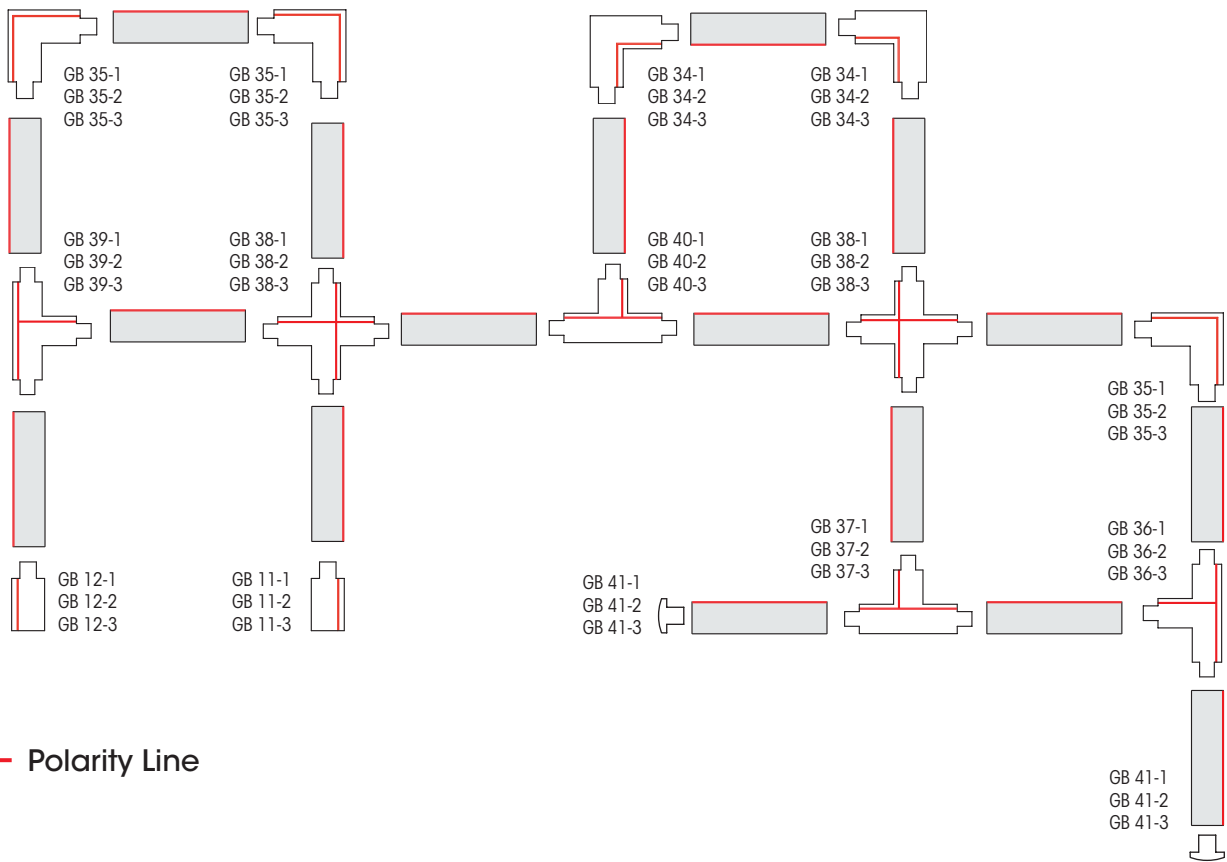 GB 35-1
GB 35-2
GB 35-3
GB 35-1
GB 35-2
GB 35-3
GB 34-1
GB 34-2
GB 34-3
GB 34-1
GB 34-2
GB 34-3
GB 39-1
GB 39-2
GB 39-3
GB 38-1
GB 38-2
GB 38-3
GB 40-1
GB 40-2
GB 40-3
GB 38-1
GB 38-2
GB 38-3
GB 35-1
GB 35-2
GB 35-3
GB 12-1
GB 12-2
GB 12-3
GB 11-1
GB 11-2
GB 11-3
GB 41-1
GB 41-2
GB 41-3
GB 37-1
GB 37-2
GB 37-3
GB 36-1
GB 36-2
GB 36-3
Polarity Line
GB 41-1
GB 41-2
GB 41-3